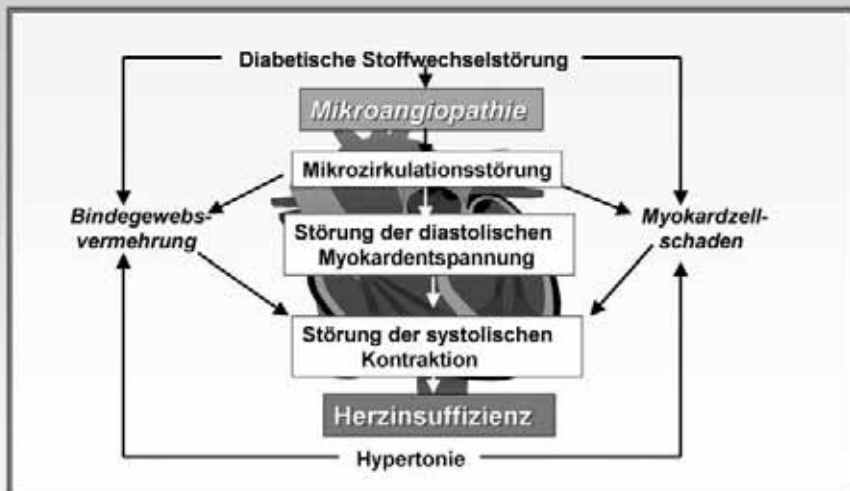 Diabetische Stoffwechselstörung
Mikroangiopathie
Mikrozirkulationsstörung
Bindegewebs-
vermehrung
Störung der diastolischen
Myokardentspannung
Myokardzell-
schaden
Störung der systolischen
Kontraktion
Herzinsuffizienz
Hypertonie